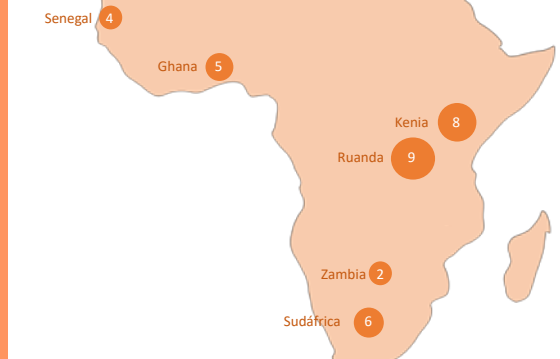 Senegal 4
Ghana 5
Kenia 8
Ruanda 9
Zambia 2
Sudáfrica 6